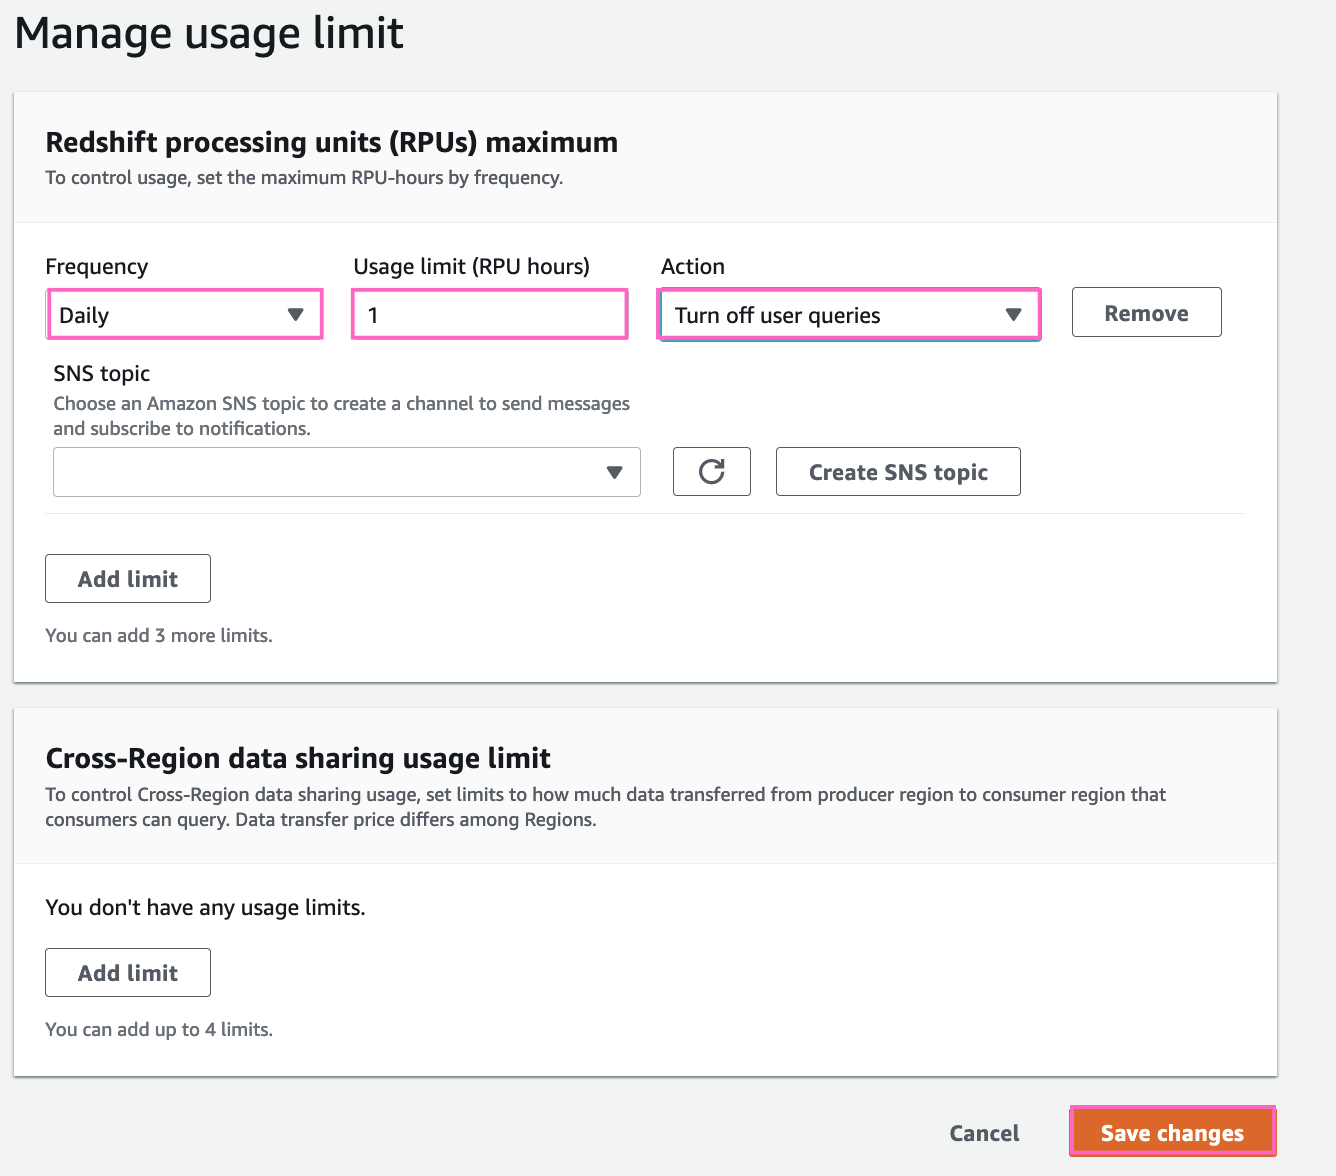 Manage usage limit
Redshift processing units (RPUs) maximum
To control usage, set the maximum RPU-hours by frequency.
Frequency
Usage limit (RPU hours)
Action
Daily
1
Turn off user queries
Remove
SNS topic
Choose an Amazon SNS topic to create a channel to send messages
and subscribe to notifications.
Create SNS topic
Add limit
You can add 3 more limits.
Cross-Region data sharing usage limit
To control Cross-Region data sharing usage, set limits to how much data transferred from producer region to consumer region that
consumers can query. Data transfer price differs among Regions.
You don't have any usage limits.
Add limit
You can add up to 4 limits.
Cancel
Save changes